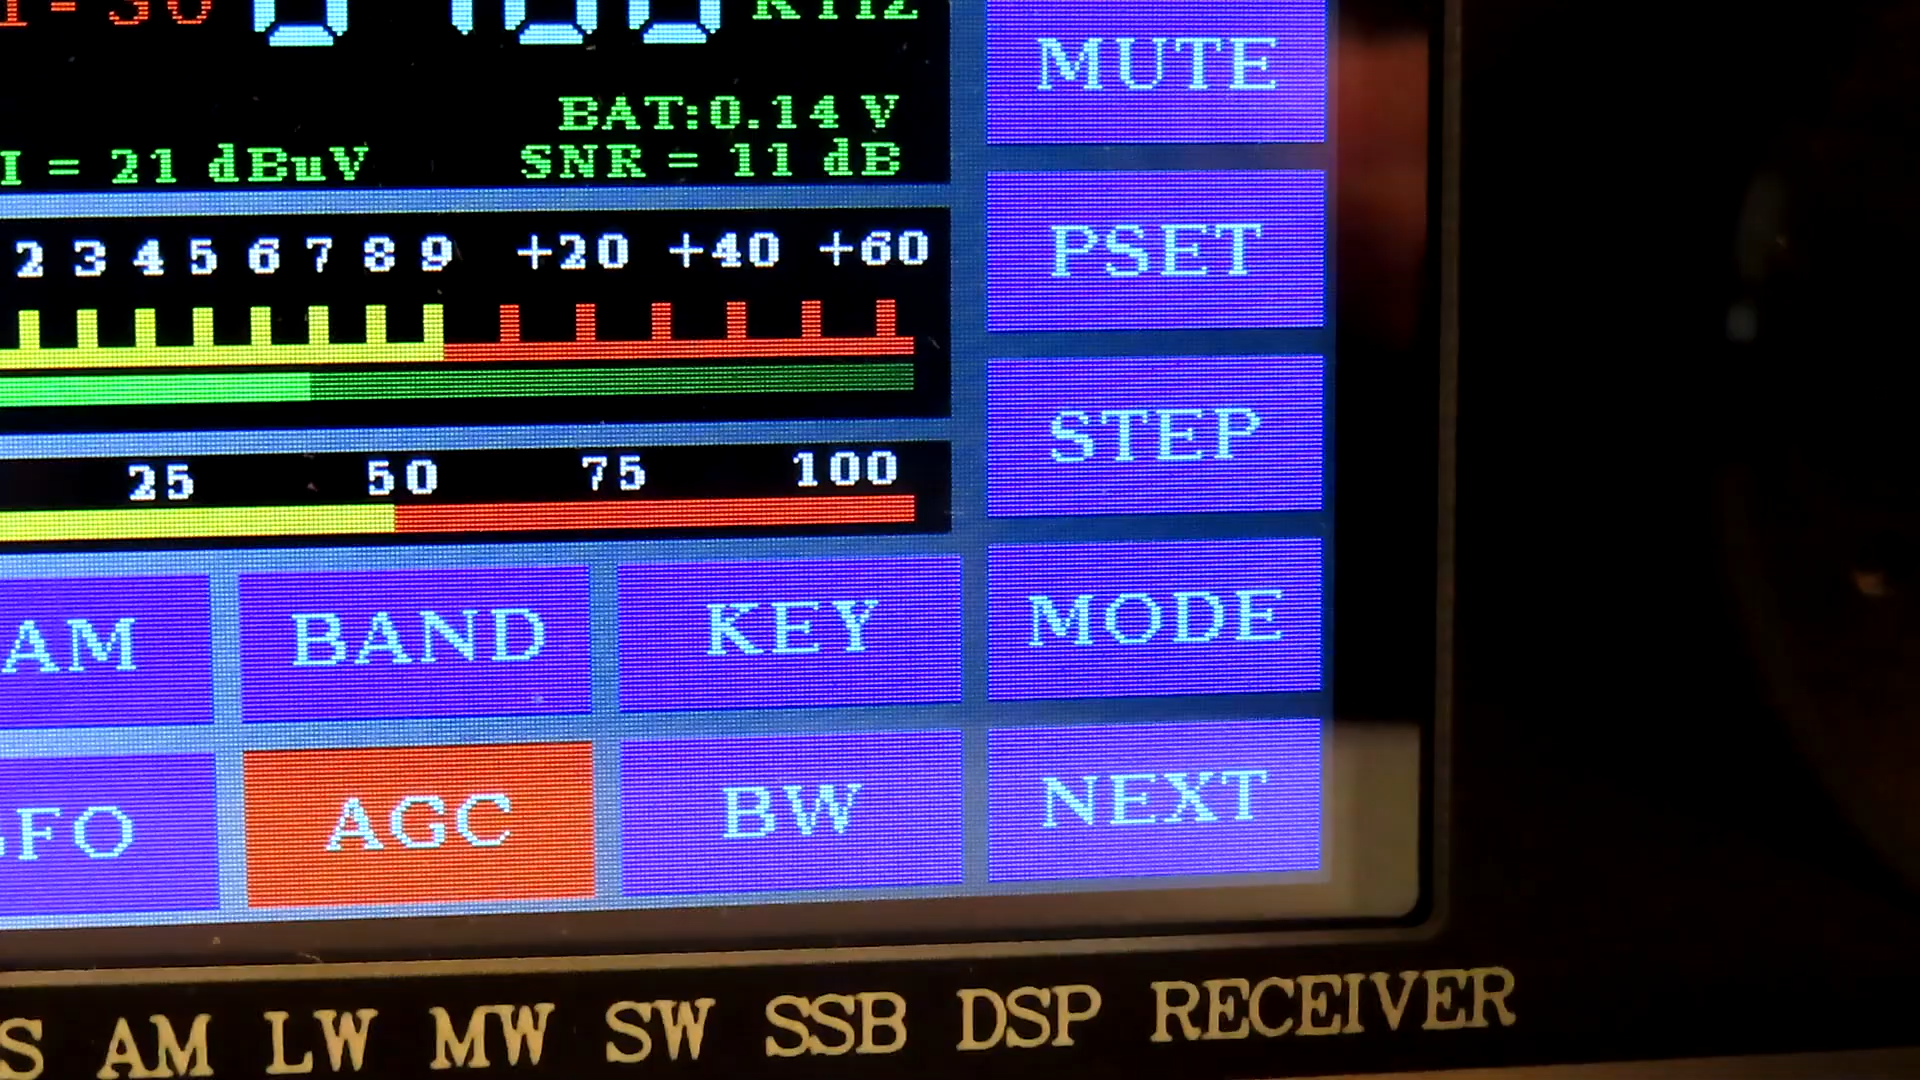 KHz
MUTE
BAT:0.14 V
I = 21 dBuV SNR = 11 dB
PSET
2 3 4 5 6 7 8 9 +20 +40 +60
STEP
25 50 75 100
AM BAND KEY MODE
FO AGC BW NEXT
S AM LW MW SW SSB DSP RECEIVER